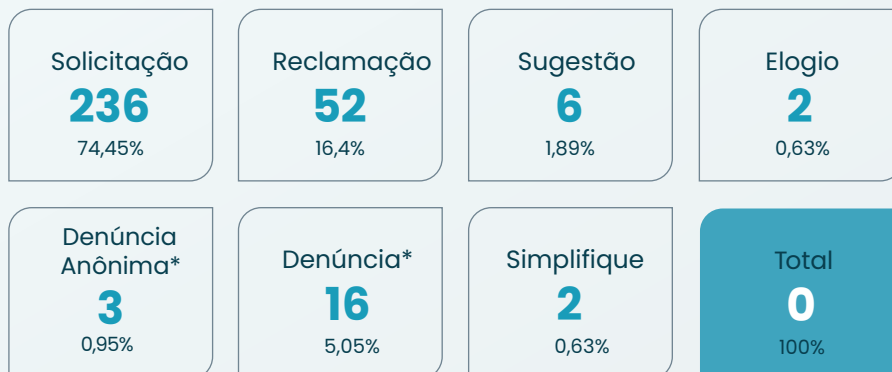 Solicitação
236
74,45%
Reclamação
52
16,4%
Sugestão
6
1,89%
Elogio
2
0,63%
Denúncia
Anônima*
3
0,95%
Denúncia*
16
5,05%
Simplifique
2
0,63%
Total
0
100%